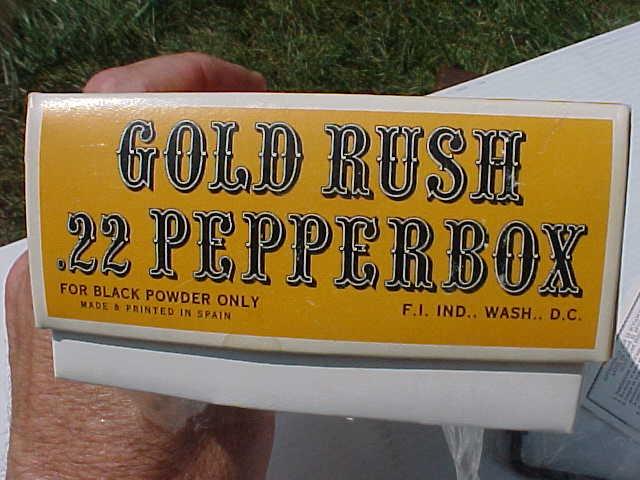 GOLD RUSH
.22 PEPPERBOX
FOR BLACK POWDER ONLY
MADE & PRINTED IN SPAIN
F.I. IND., WASH., D.C.